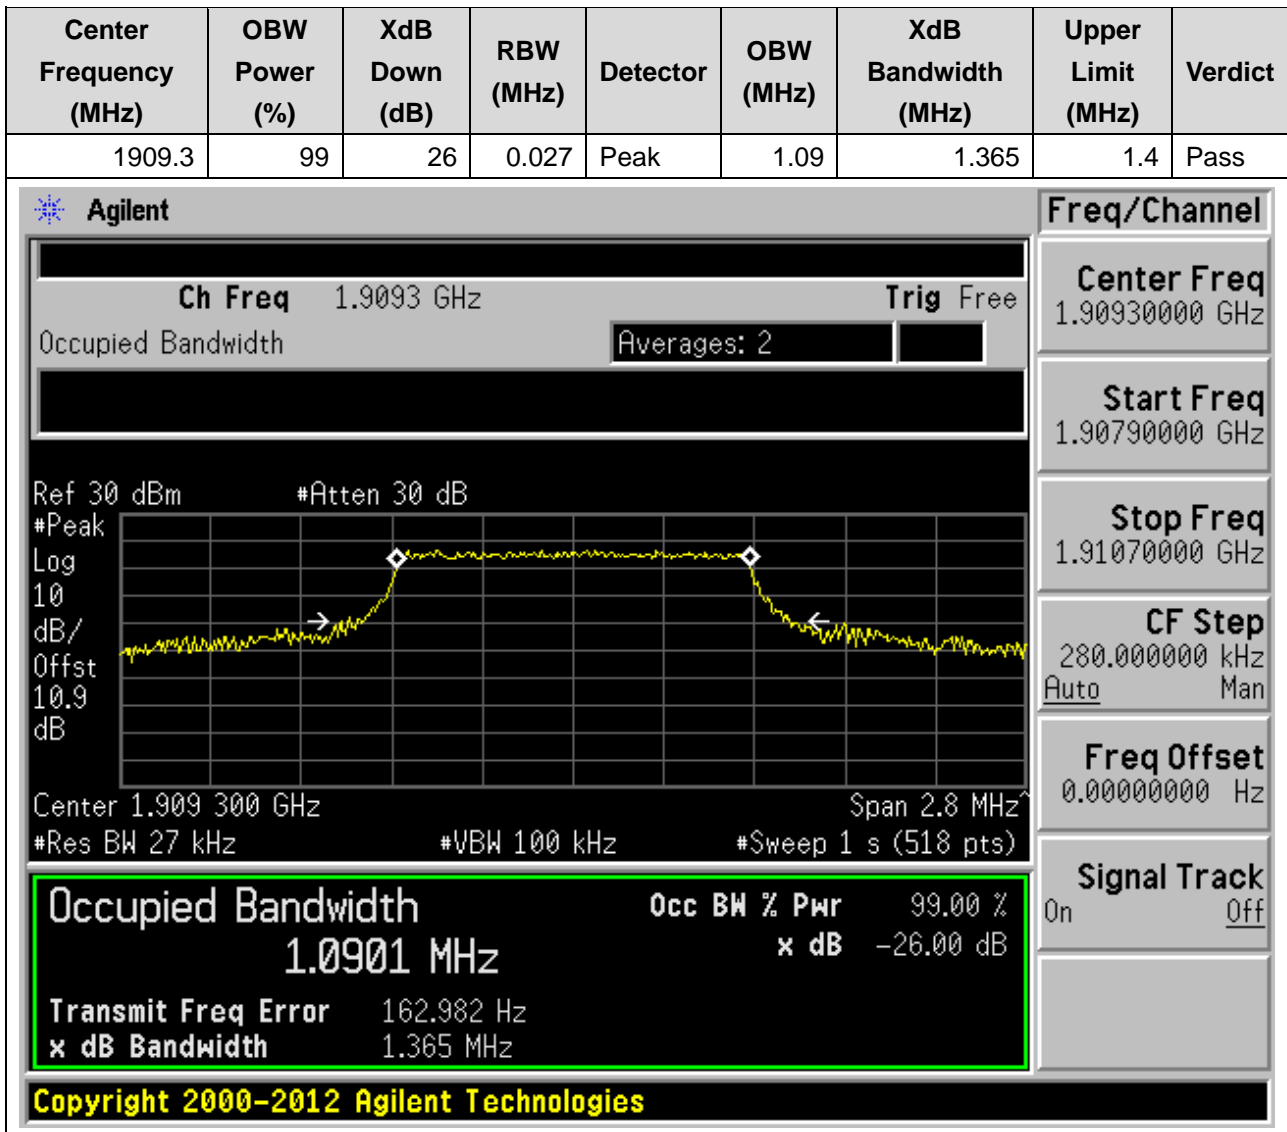 Center Frequency (MHz) OBW Power (%) XdB Down (dB) RBW (MHz) Detector OBW (MHz) XdB Bandwidth (MHz) Upper Limit (MHz) Verdict
1909.3 99 26 0.027 Peak 1.09 1.365 1.4 Pass
Agilent
Freq/Channel
Ch Freq 1.9093 GHz Trig Free
Occupied Bandwidth Averages: 2
Ref 30 dBm #Atten 30 dB
#Peak
Log
10
dB/
Offst
10.9
dB
Center 1.909 300 GHz Span 2.8 MHz^
#Res BW 27 kHz #VBW 100 kHz #Sweep 1 s (518 pts)
Occupied Bandwidth
1.0901 MHz
Occ BW % Pwr 99.00 %
x dB -26.00 dB
Transmit Freq Error 162.982 Hz
x dB Bandwidth 1.365 MHz
Center Freq
1.90930000 GHz
Start Freq
1.90790000 GHz
Stop Freq
1.91070000 GHz
CF Step
280.000000 kHz
Auto Man
Freq Offset
0.00000000 Hz
Signal Track
On Off
Copyright 2000-2012 Agilent Technologies